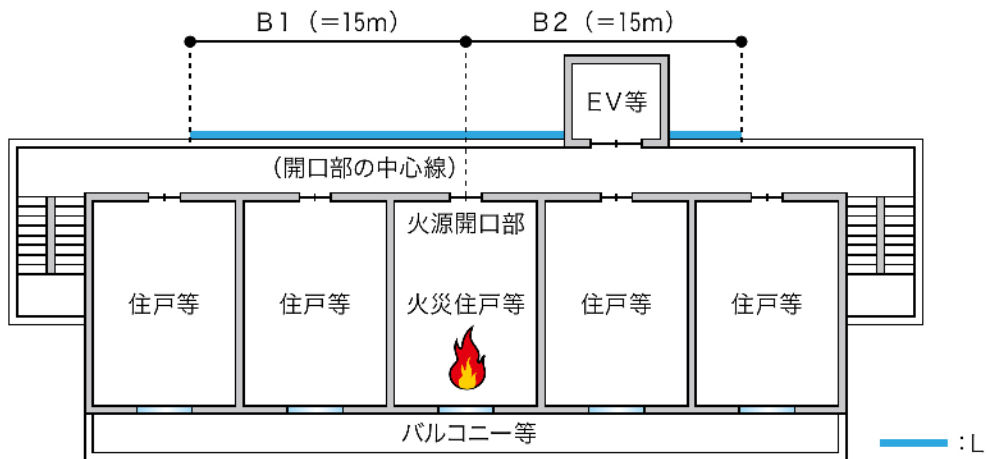 B1（=15m） B2（=15m）
EV等
（開口部の中心線）
火源開口部
住戸等 住戸等 火災住戸等 住戸等 住戸等
バルコニー等
：L